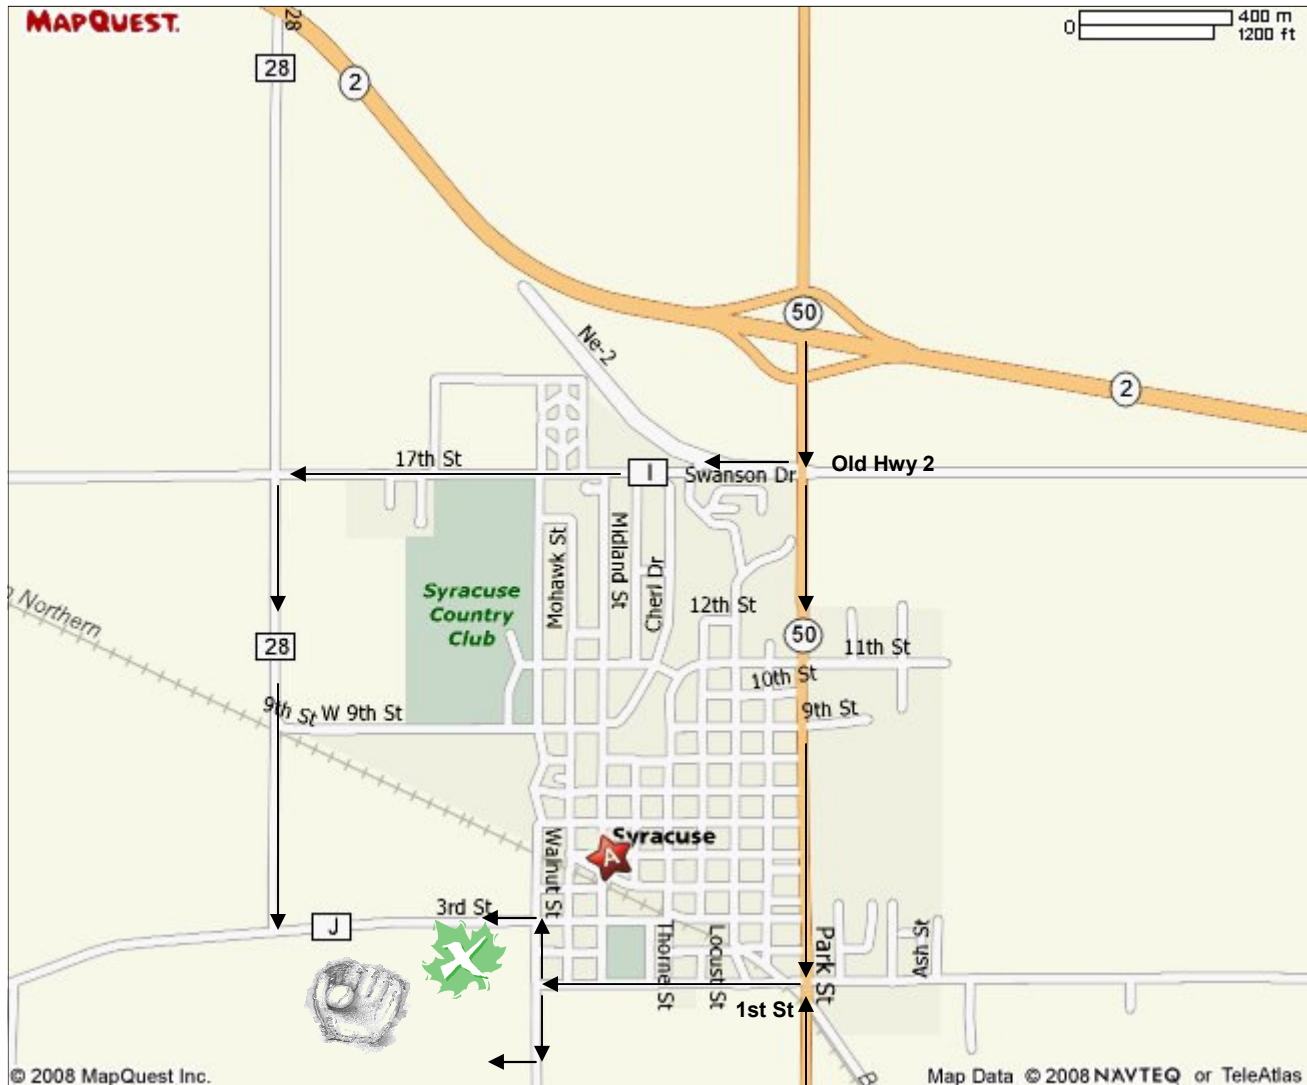 MAPQUEST.
0
400 m
1200 ft
28
28
2
50
Ne-2
2
17th St
I
Swanson Dr
Old Hwy 2
Mohawk St
Midland St
Cherl Dr
Syracuse
Country
Club
12th St
n Northern
28
50
11th St
10th St
9th St
W 9th St
9th St
Syracuse
A
Walnut St
3rd St
J
Thorne St
Locust St
Park St
Ash St
1st St
© 2008 MapQuest Inc.
Map Data © 2008 NAVTEQ or TeleAtlas